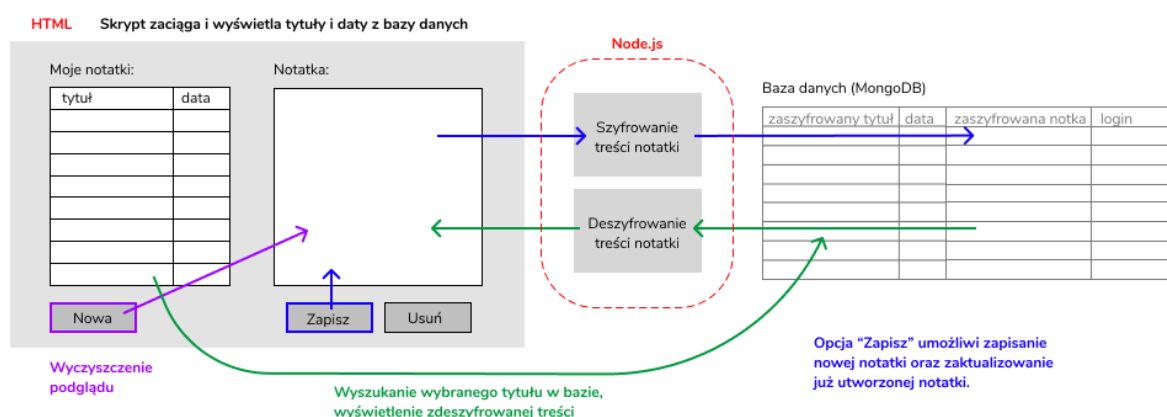 HTML Skrypt zaciąga i wyświetla tytuły i daty z bazy danych
Moje notatki:
tytuł data
Notatka:
Nowa
Zapisz
Usuń
Wyczyszczenie
podglądu
Wyszukanie wybranego tytułu w bazie,
wyświetlenie zdeszyfrowanej treści
Node.js
Szyfrowanie
treści notatki
Deszyfrowanie
treści notatki
Baza danych (MongoDB)
zaszyfrowany tytuł data zaszyfrowana notka login
Opcja “Zapisz” umożliwi zapisanie
nowej notatki oraz zaktualizowanie
już utworzonej notatki.